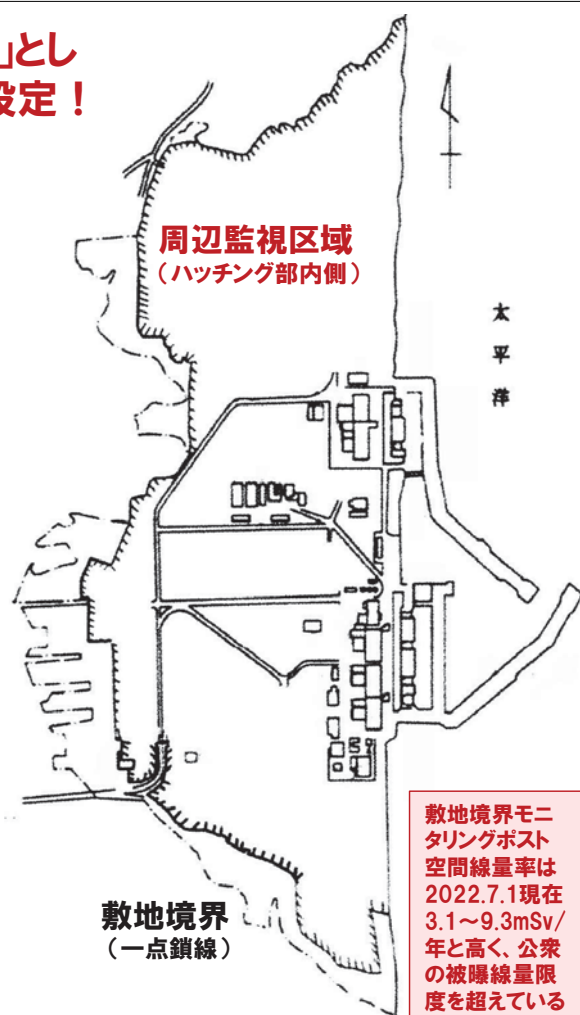 」とし
設定！
周辺監視区域
（ハッチング部内側）
太
平
洋
敷地境界
（一点鎖線）
敷地境界モニ
タリングポスト
空間線量率は
2022.7.1現在
3.1～9.3mSv/
年と高く、公衆
の被曝線量限
度を超えている